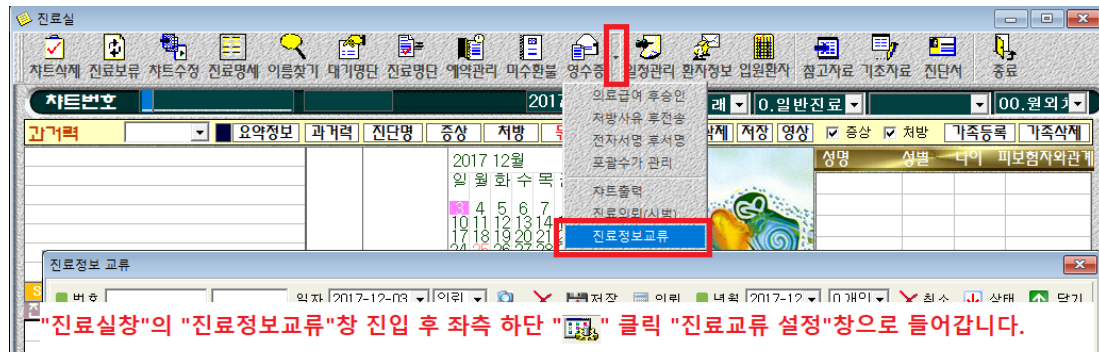 진료실
챠트삭제 진료보류 챠트수정 진료명세 이름찾기 대기명단 진료명단 예약관리 미수환불 영수증 일정관리 환자정보 입원환자 참고자료 기초자료 진단서 종료
챠트번호 2017 래 0.일반진료 00.원외
의료급여 후승인
처방사유 후전송
전자서명 후서명
포괄수가 관리
챠트출력
진료의뢰(시범)
진료정보교류
과거력 요약정보 과거력 진단명 증상 처방 저장 영상 증상 처방 가족등록 가족삭제
2017 12월 성명 성별 나이 피보험자와관계
일 월 화 수 목
3 4 5 6 7
10 11 12 13 14
17 18 19 20 21
24 25 26 27 28
진료정보 교류
번호 일자 2017-12-03 의뢰 저장 의뢰 년월 2017-12 취소 상태 닫기
"진료실창"의 "진료정보교류"창 진입 후 좌측 하단 " " 클릭 "진료교류 설정"창으로 들어갑니다.